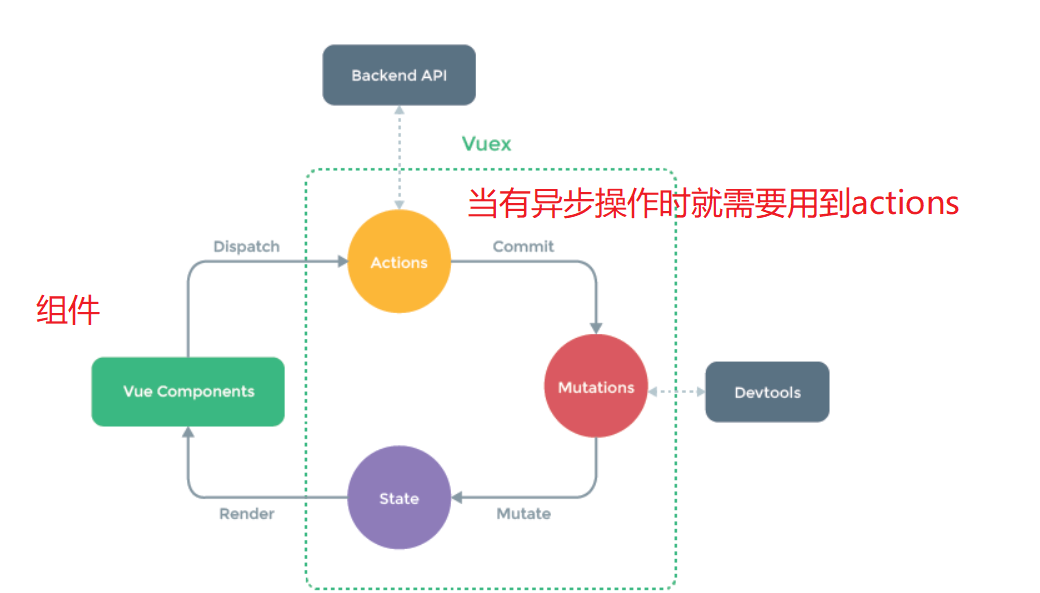 Backend API
Vuex
当有异步操作时就需要用到actions
Dispatch
Commit
Actions
组件
Vue Components
Mutations
Devtools
State
Render
Mutate